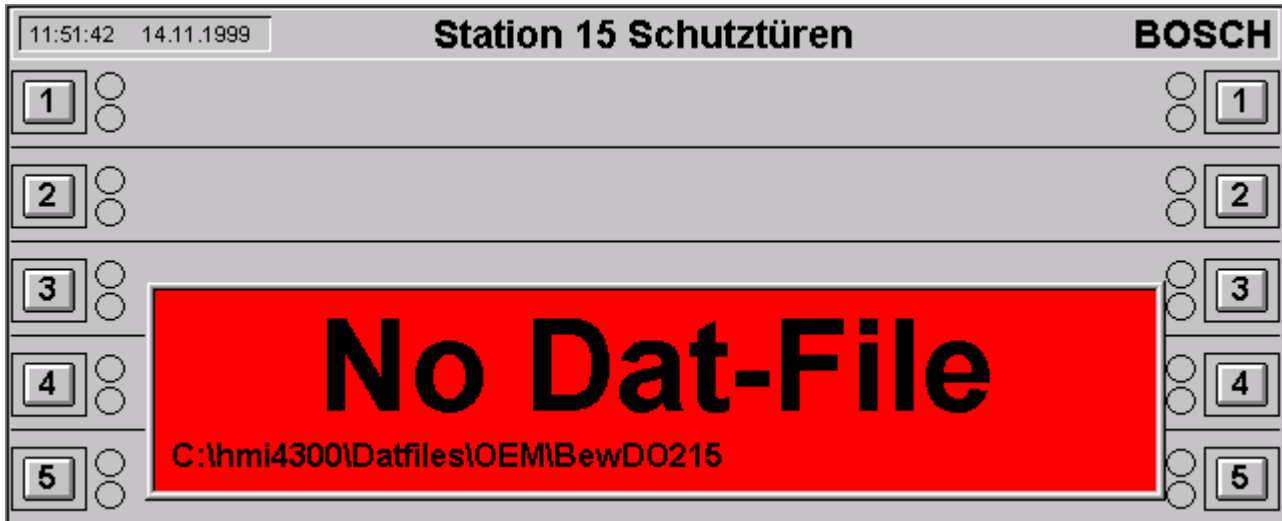 11:51:42 14.11.1999 Station 15 Schutztüren BOSCH
1 1
2 2
3 3
No Dat-File
4 4
C:\hmi4300\Datfiles\OEM\BewDO215
5 5